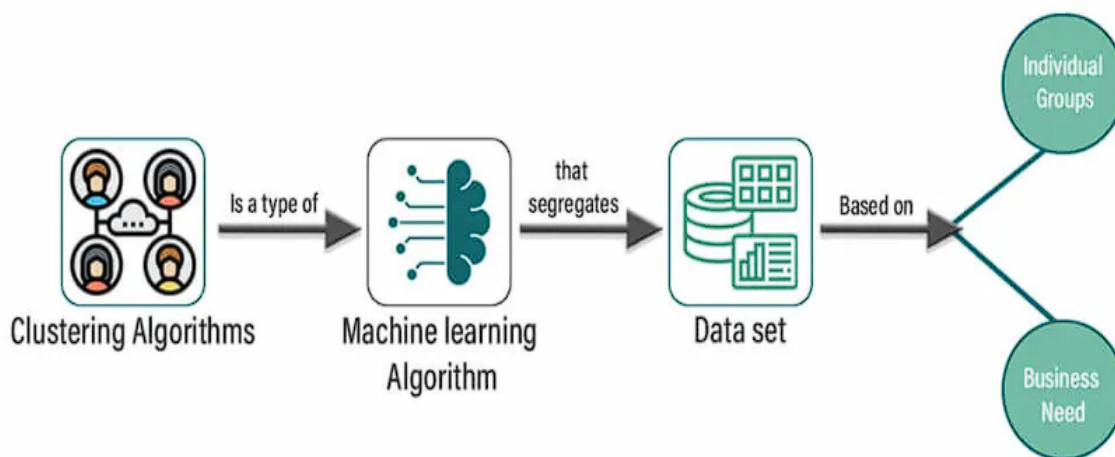 Clustering Algorithms
Is a type of
Machine learning
Algorithm
that
segregates
Data set
Based on
Individual
Groups
Business
Need